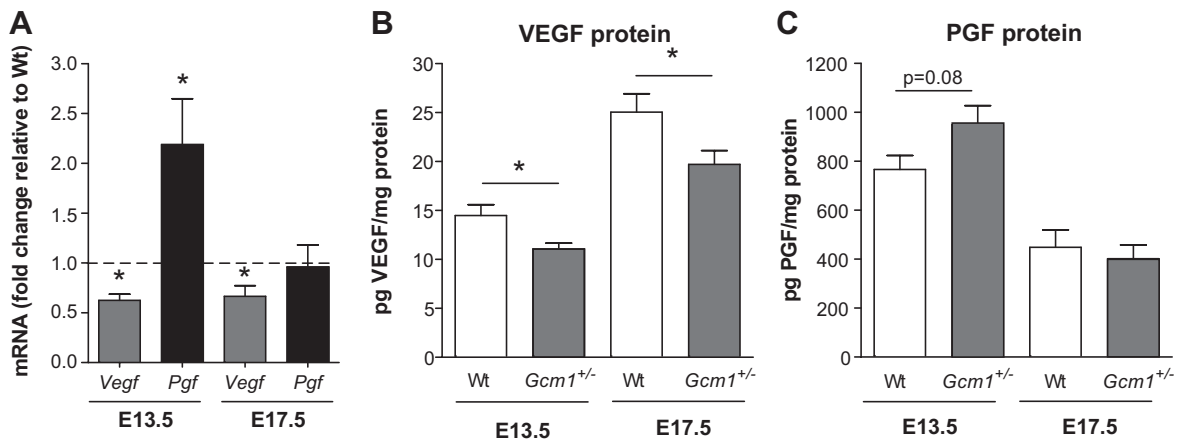 A
mRNA (fold change relative to Wt)
3.0
2.5
2.0
1.5
1.0
0.5
0.0
*
*
*
Vegf Pgf Vegf Pgf
E13.5 E17.5
B
VEGF protein
pg VEGF/mg protein
30
25
20
15
10
5
0
*
*
Wt Gcm1+/- Wt Gcm1+/-
E13.5 E17.5
C
PGF protein
pg PGF/mg protein
1200
1000
800
600
400
200
0
p=0.08
Wt Gcm1+/- Wt Gcm1+/-
E13.5 E17.5